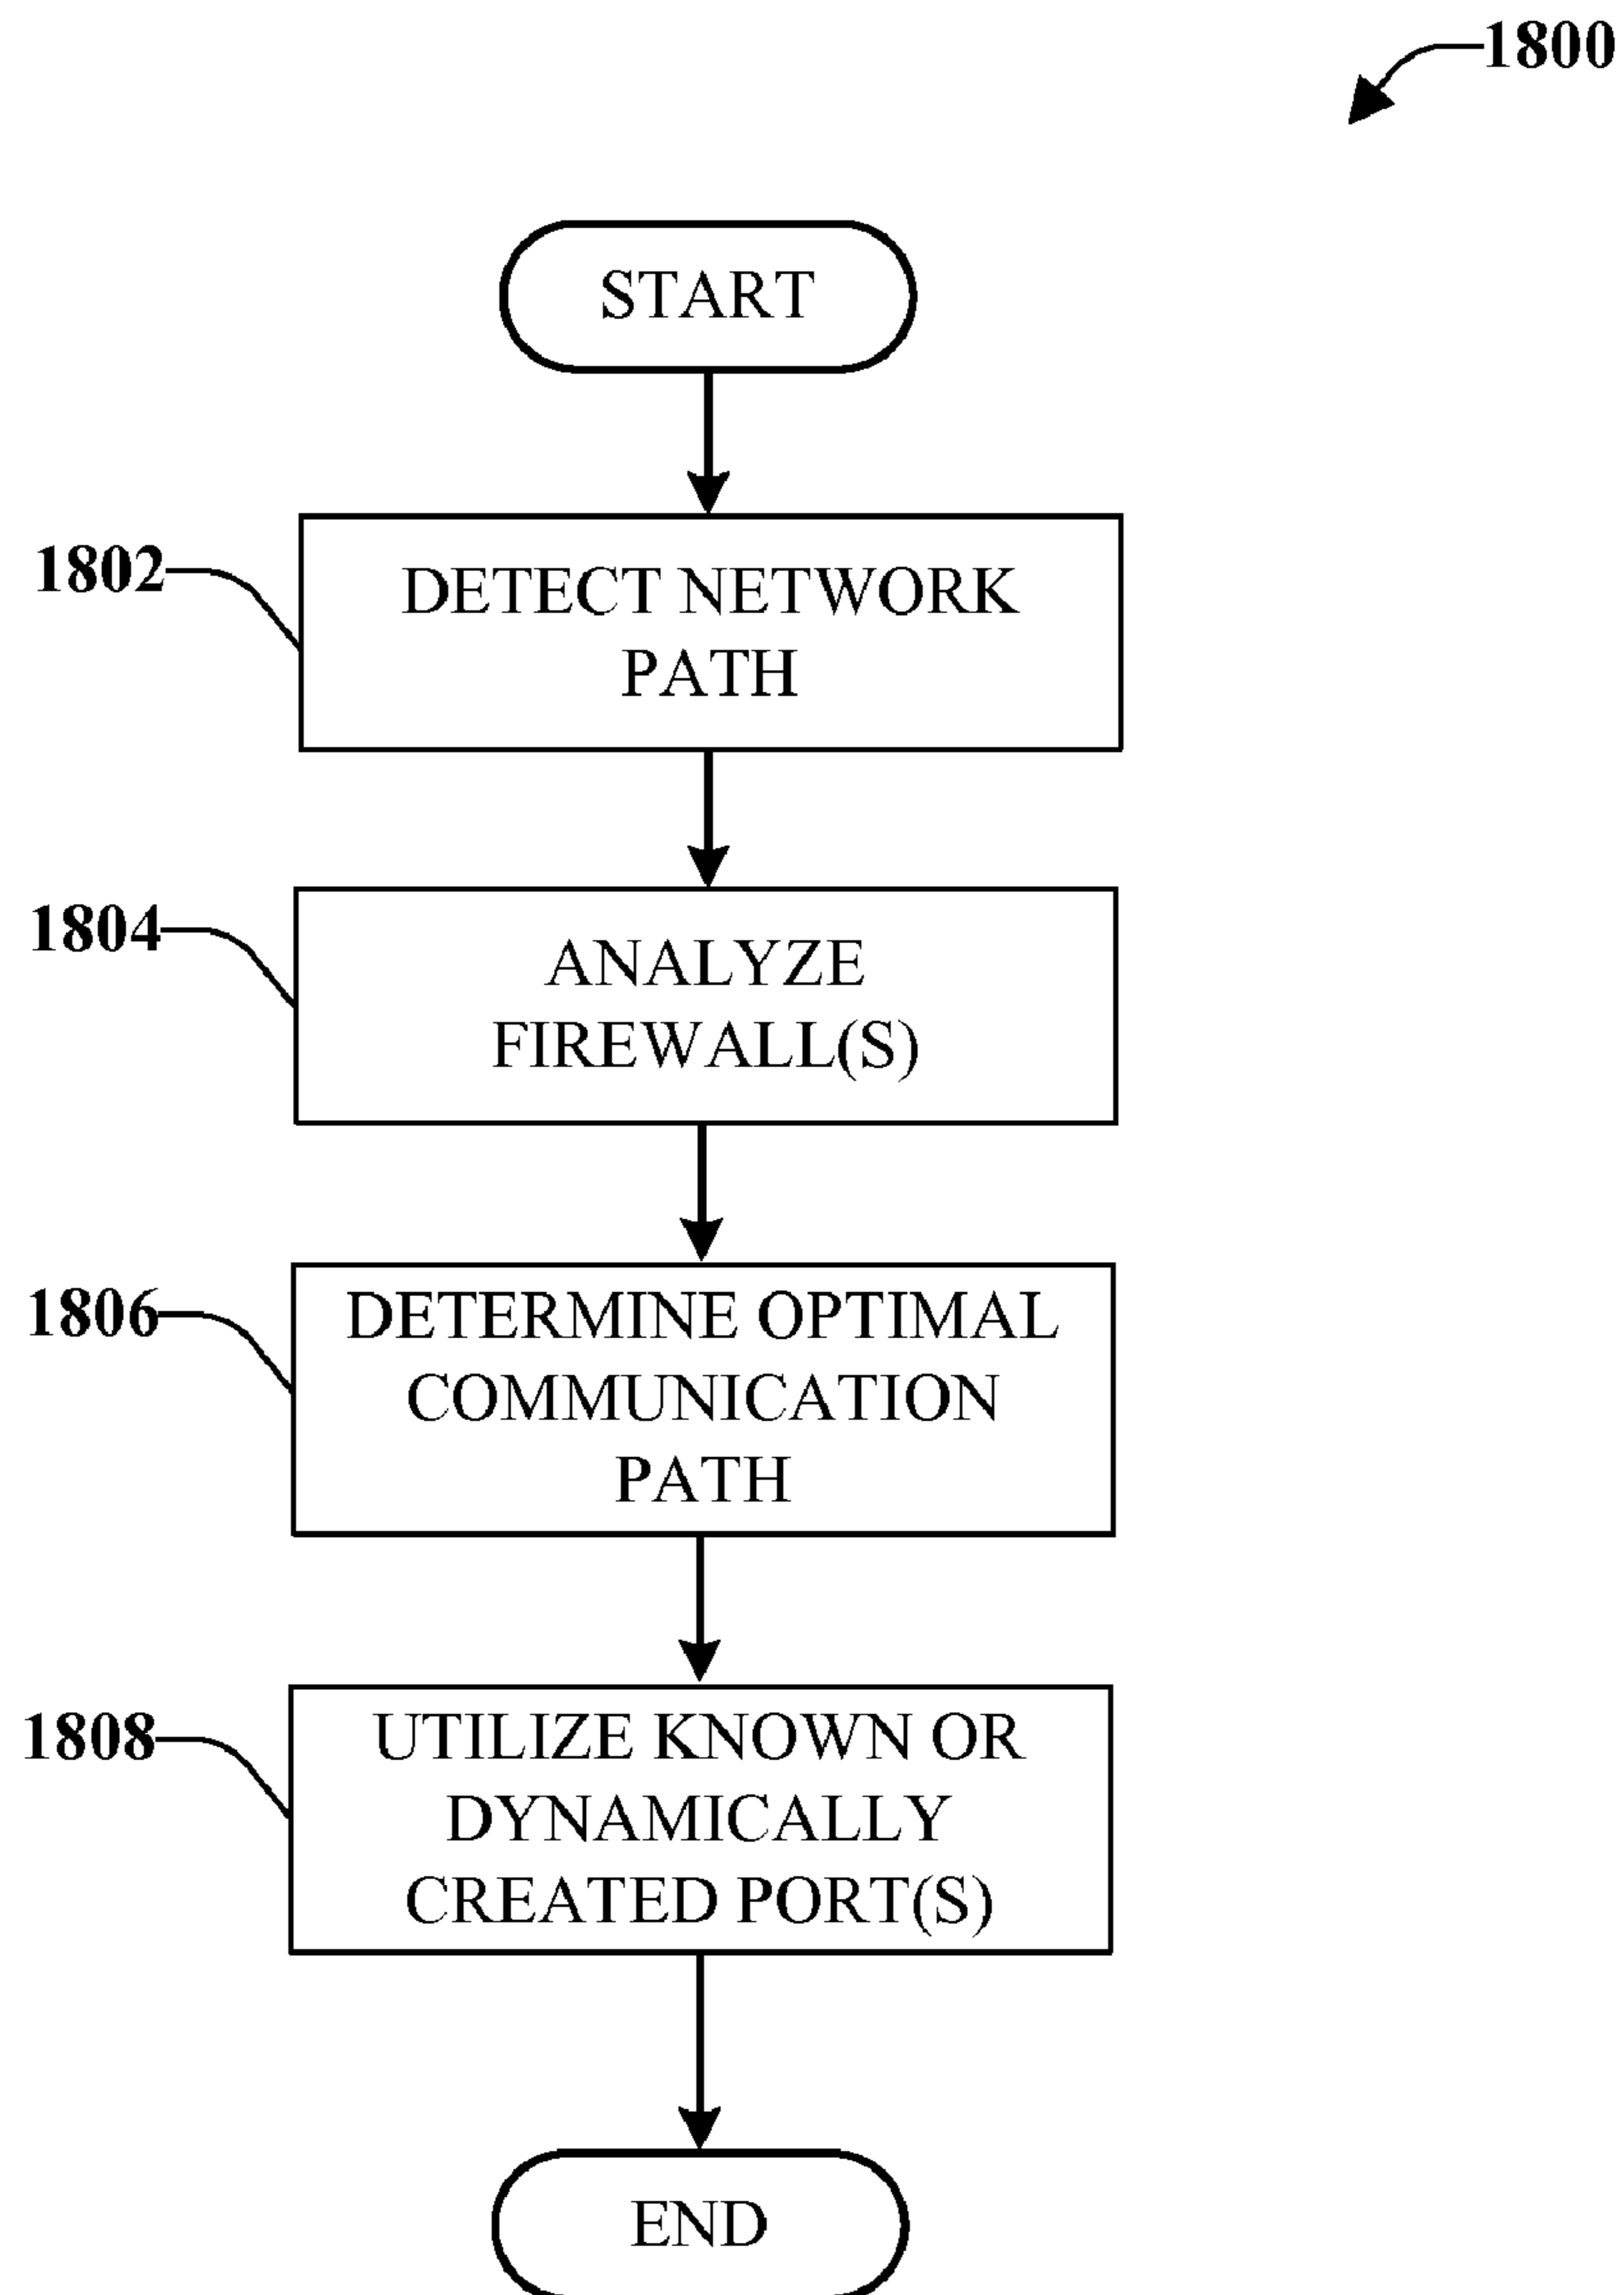 1800
START
1802
DETECT NETWORK
PATH
1804
ANALYZE
FIREWALL(S)
1806
DETERMINE OPTIMAL
COMMUNICATION
PATH
1808
UTILIZE KNOWN OR
DYNAMICALLY
CREATED PORT(S)
END